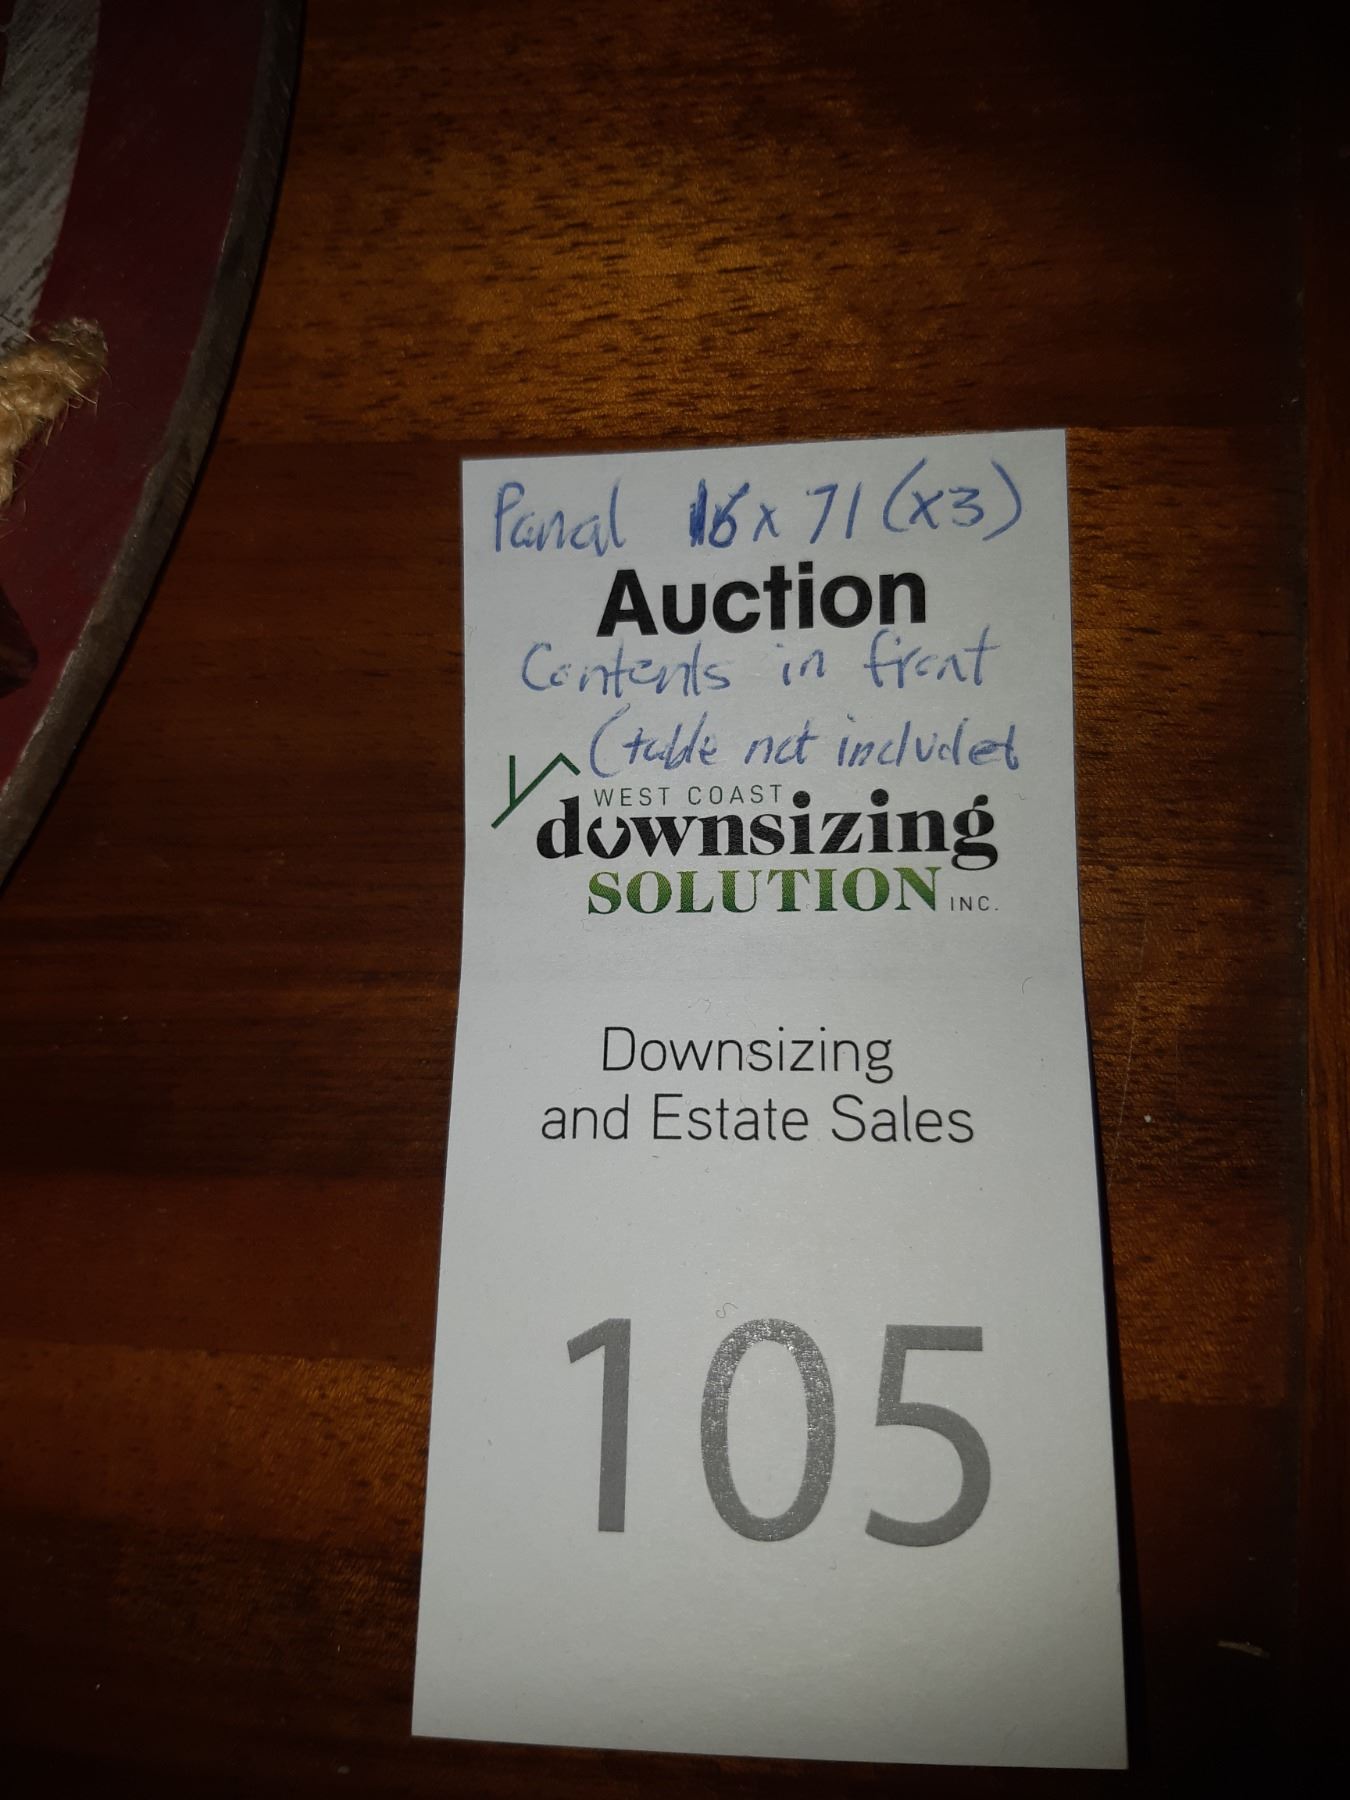 Panal 16 x 71 (x3)
Auction
Contents in front
(table not included
WEST COAST
downsizing
SOLUTION INC.
Downsizing
and Estate Sales
105